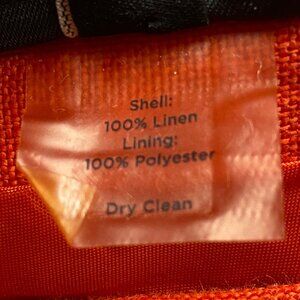 Shell:
100% Linen
Lining:
100% Polyester
Dry Clean